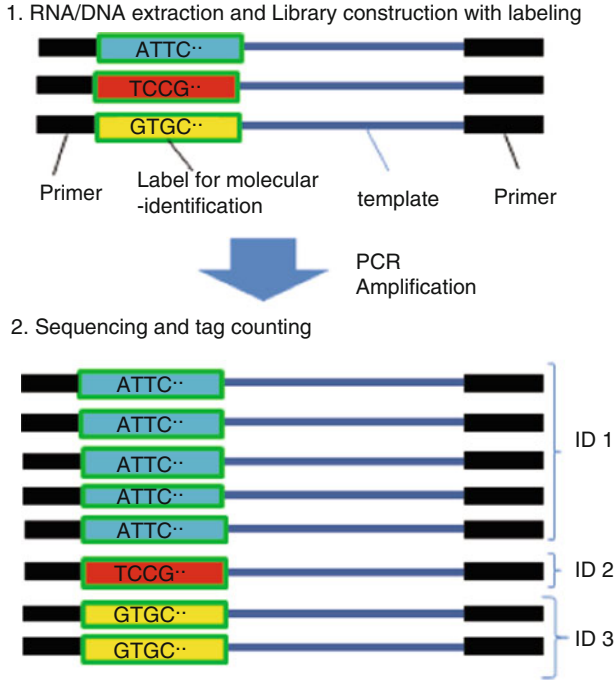 1. RNA/DNA extraction and Library construction with labeling
ATTC··
TCCG··
GTGC··
Primer
Label for molecular
-identification
template
Primer
PCR
Amplification
2. Sequencing and tag counting
ATTC··
ATTC··
ATTC··
ATTC··
ATTC··
ID 1
TCCG··
ID 2
GTGC··
GTGC··
ID 3